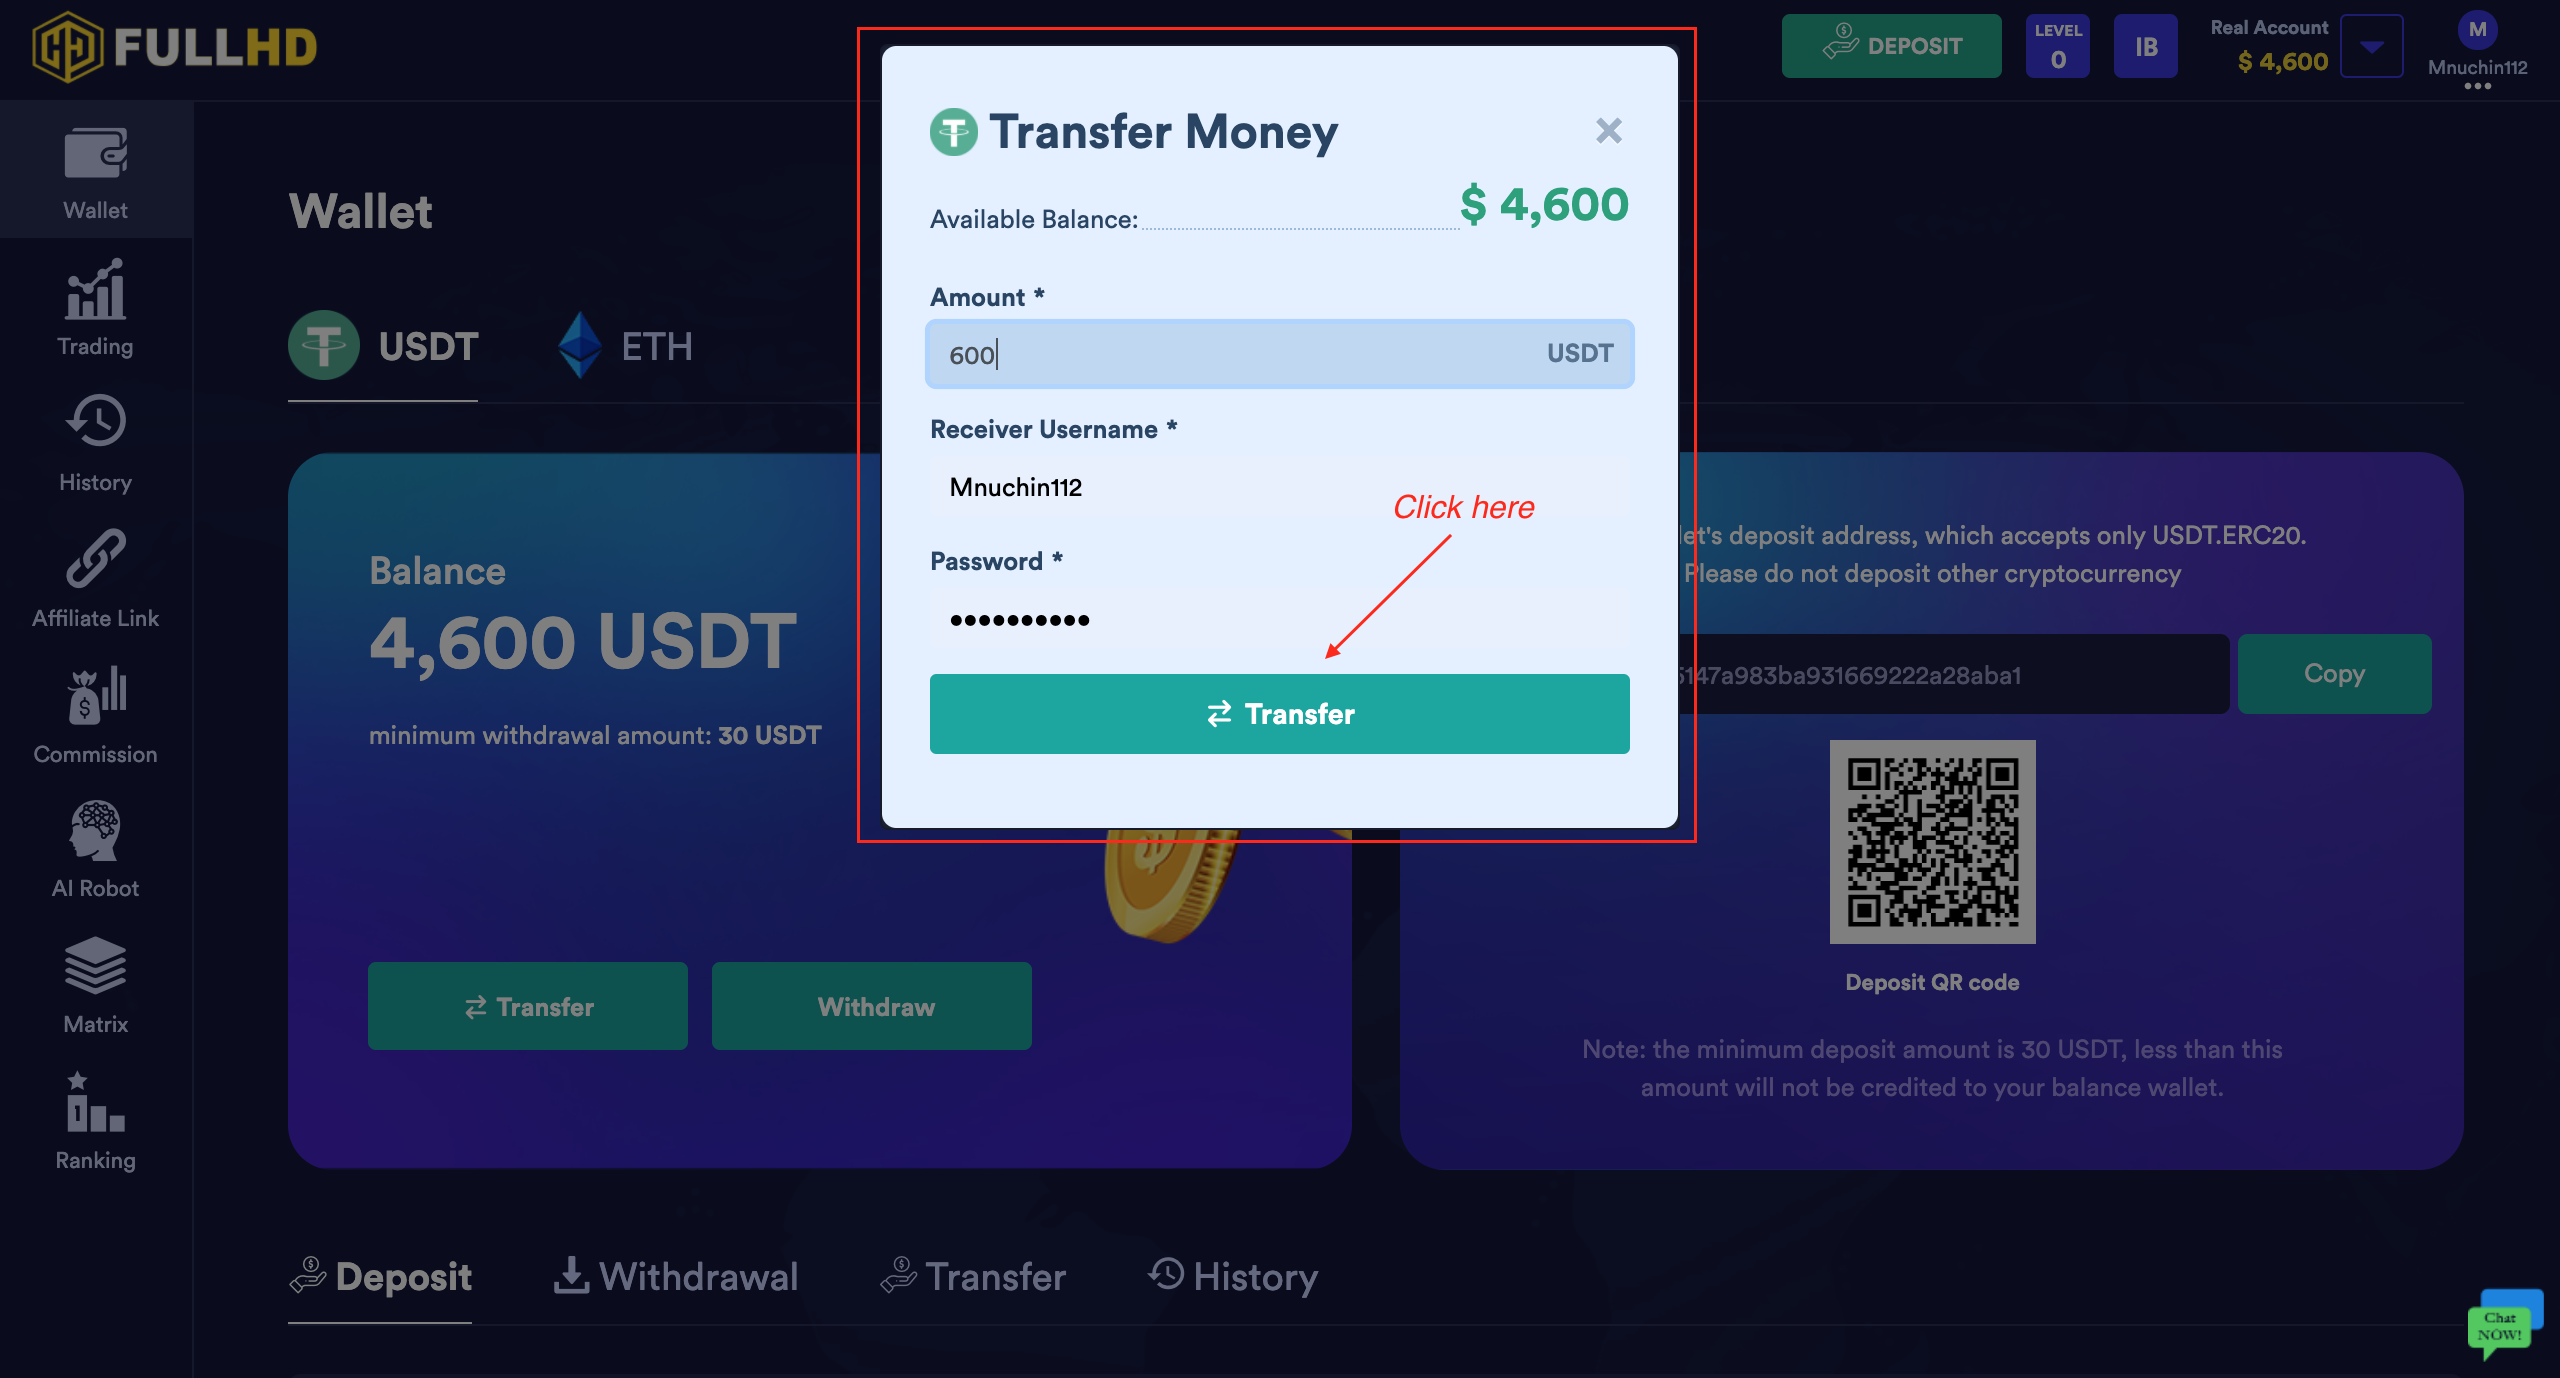 FULLHD
DEPOSIT
LEVEL
0
IB
Real Account
$ 4,600
M
Mnuchin112
Wallet
Trading
History
Affiliate Link
Commission
AI Robot
Matrix
Ranking
Wallet
USDT
ETH
Balance
4,600 USDT
minimum withdrawal amount: 30 USDT
Transfer
Withdraw
Transfer Money
×
Available Balance:
$ 4,600
Amount *
600
USDT
Receiver Username *
Mnuchin112
Click here
Password *
••••••••••
Transfer
let's deposit address, which accepts only USDT.ERC20.
Please do not deposit other cryptocurrency
5147a983ba931669222a28aba1
Copy
Deposit QR code
Note: the minimum deposit amount is 30 USDT, less than this
amount will not be credited to your balance wallet.
Deposit
Withdrawal
Transfer
History
Chat
NOW!